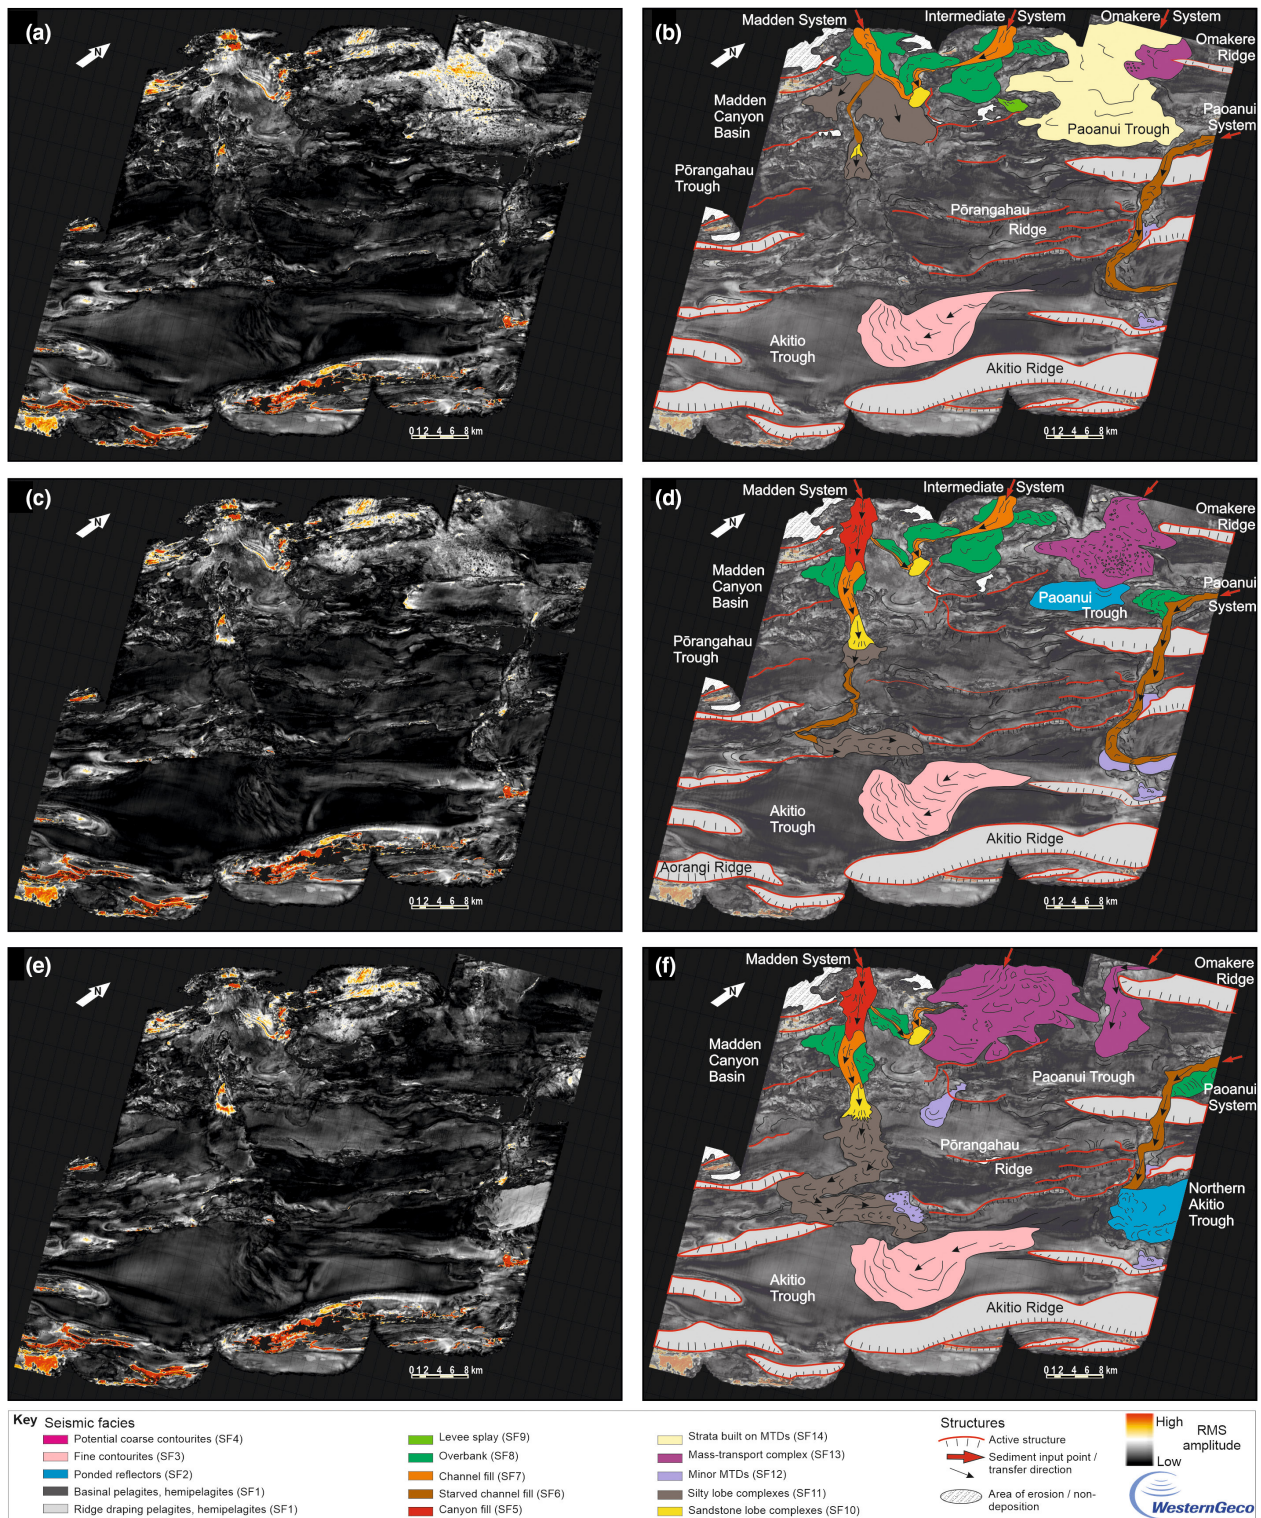 (a)
N
0 1 2 4 6 8 km
(b)
N
Madden System
Intermediate System
Omakere System
Omakere
Ridge
Madden
Canyon
Basin
Paoanui
System
Paoanui Trough
Pōrangahau
Trough
Pōrangahau
Ridge
Akitio
Trough
Akitio Ridge
0 1 2 4 6 8 km
(c)
N
0 1 2 4 6 8 km
(d)
N
Madden System
Intermediate System
Omakere
Ridge
Madden
Canyon
Basin
Paoanui
System
Paoanui
Trough
Pōrangahau
Trough
Akitio
Trough
Akitio Ridge
Aorangi Ridge
0 1 2 4 6 8 km
(e)
N
0 1 2 4 6 8 km
(f)
N
Madden System
Omakere
Ridge
Madden
Canyon
Basin
Paoanui Trough
Paoanui
System
Pōrangahau
Ridge
Northern
Akitio
Trough
Akitio
Trough
Akitio Ridge
0 1 2 4 6 8 km
Key Seismic facies
Potential coarse contourites (SF4)
Fine contourites (SF3)
Ponded reflectors (SF2)
Basinal pelagites, hemipelagites (SF1)
Ridge draping pelagites, hemipelagites (SF1)
Levee splay (SF9)
Overbank (SF8)
Channel fill (SF7)
Starved channel fill (SF6)
Canyon fill (SF5)
Strata built on MTDs (SF14)
Mass-transport complex (SF13)
Minor MTDs (SF12)
Silty lobe complexes (SF11)
Sandstone lobe complexes (SF10)
Structures
Active structure
Sediment input point /
transfer direction
Area of erosion / non-
deposition
High
RMS
amplitude
Low
WesternGeco